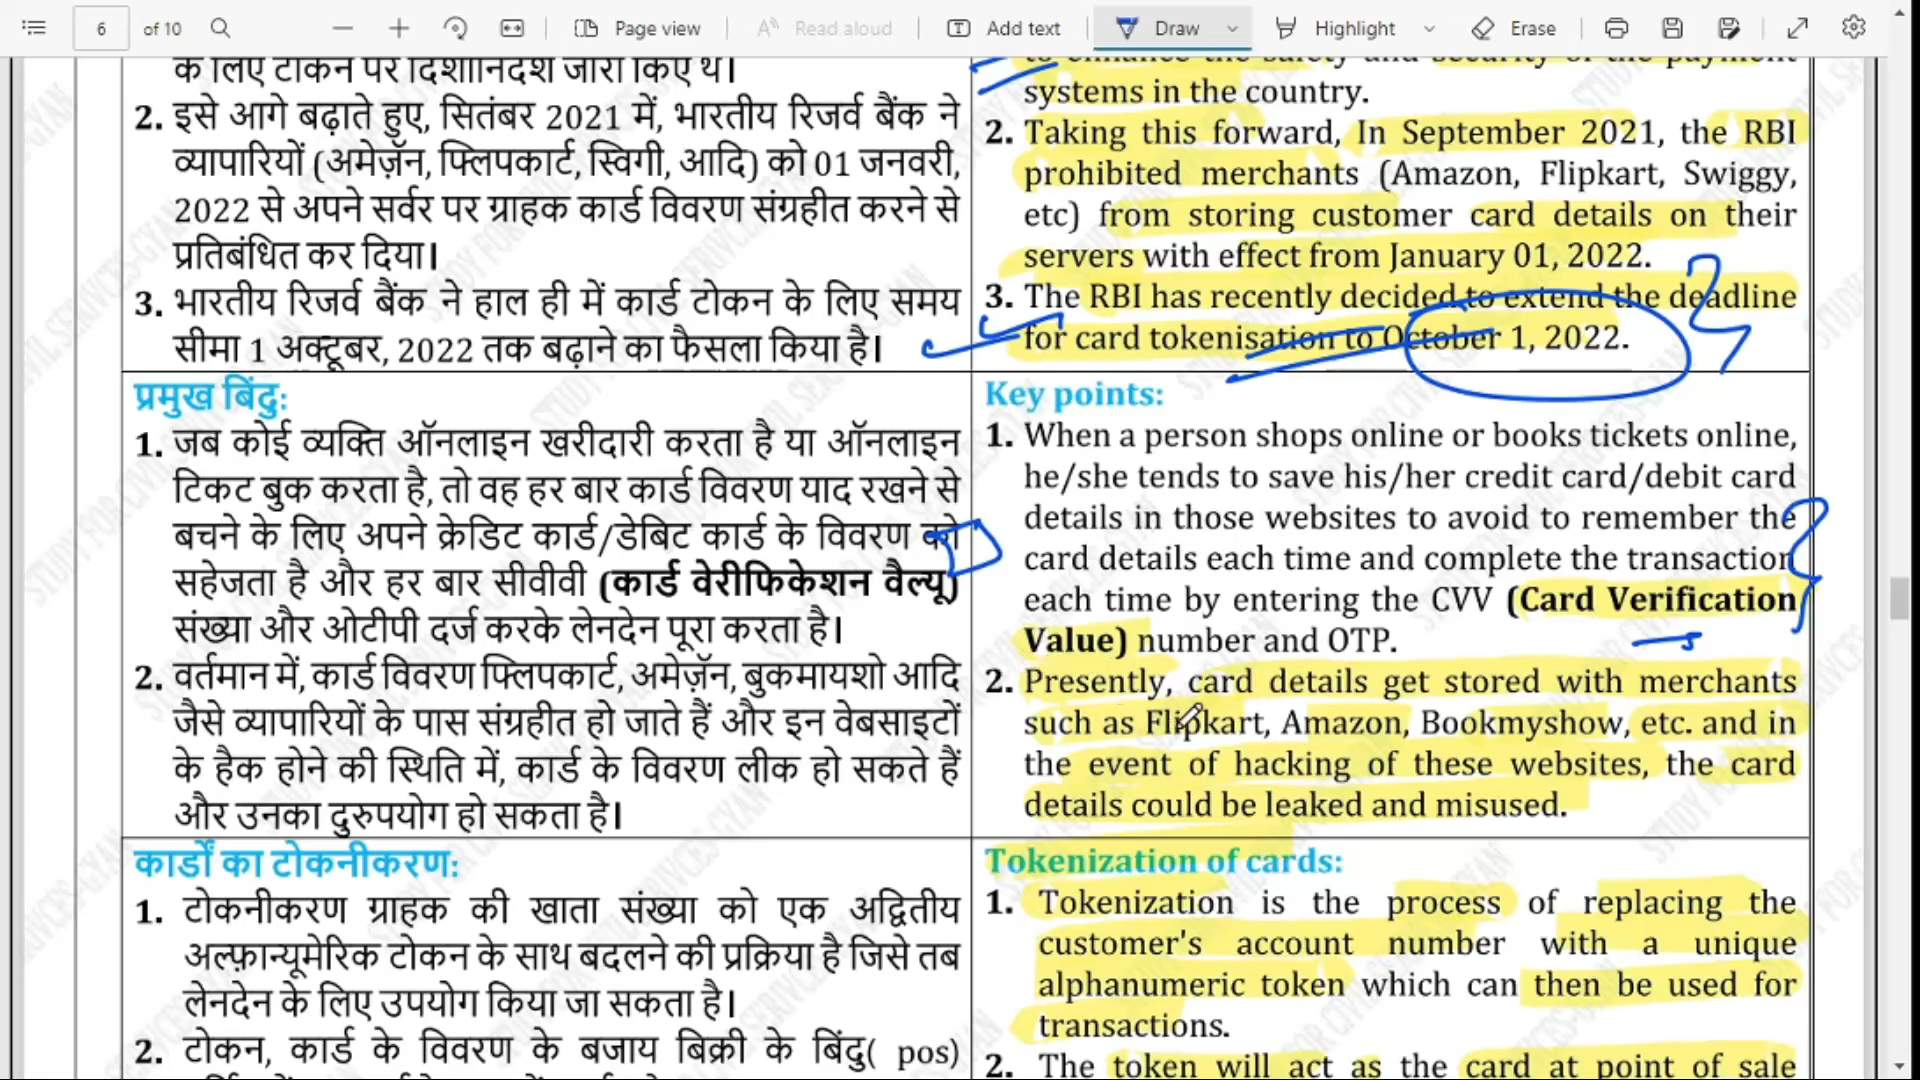 6
of 10
Page view
Read aloud
Add text
Draw
Highlight
Erase
के लिए टोकन पर दिशानिर्देश जारी किए थे।
2. इसे आगे बढ़ाते हुए, सितंबर 2021 में, भारतीय रिजर्व बैंक ने
व्यापारियों (अमेज़ॅन, फ्लिपकार्ट, स्विगी, आदि) को 01 जनवरी,
2022 से अपने सर्वर पर ग्राहक कार्ड विवरण संग्रहीत करने से
प्रतिबंधित कर दिया।
3. भारतीय रिजर्व बैंक ने हाल ही में कार्ड टोकन के लिए समय
सीमा 1 अक्टूबर, 2022 तक बढ़ाने का फैसला किया है।
to enhance the safety and security of the payment
systems in the country.
2. Taking this forward, In September 2021, the RBI
prohibited merchants (Amazon, Flipkart, Swiggy,
etc) from storing customer card details on their
servers with effect from January 01, 2022.
3. The RBI has recently decided to extend the deadline
for card tokenisation to October 1, 2022.
प्रमुख बिंदु:
1. जब कोई व्यक्ति ऑनलाइन खरीदारी करता है या ऑनलाइन
टिकट बुक करता है, तो वह हर बार कार्ड विवरण याद रखने से
बचने के लिए अपने क्रेडिट कार्ड/डेबिट कार्ड के विवरण को
सहेजता है और हर बार सीवीवी (कार्ड वेरीफिकेशन वैल्यू)
संख्या और ओटीपी दर्ज करके लेनदेन पूरा करता है।
2. वर्तमान में, कार्ड विवरण फ्लिपकार्ट, अमेज़ॅन, बुकमायशो आदि
जैसे व्यापारियों के पास संग्रहीत हो जाते हैं और इन वेबसाइटों
के हैक होने की स्थिति में, कार्ड के विवरण लीक हो सकते हैं
और उनका दुरुपयोग हो सकता है।
Key points:
1. When a person shops online or books tickets online,
he/she tends to save his/her credit card/debit card
details in those websites to avoid to remember the
card details each time and complete the transaction
each time by entering the CVV (Card Verification
Value) number and OTP.
2. Presently, card details get stored with merchants
such as Flipkart, Amazon, Bookmyshow, etc. and in
the event of hacking of these websites, the card
details could be leaked and misused.
कार्डों का टोकनीकरण:
1. टोकनीकरण ग्राहक की खाता संख्या को एक अद्वितीय
अल्फ़ान्यूमेरिक टोकन के साथ बदलने की प्रक्रिया है जिसे तब
लेनदेन के लिए उपयोग किया जा सकता है।
2. टोकन, कार्ड के विवरण के बजाय बिक्री के बिंदु( pos)
Tokenization of cards:
1. Tokenization is the process of replacing the
customer's account number with a unique
alphanumeric token which can then be used for
transactions.
2. The token will act as the card at point of sale